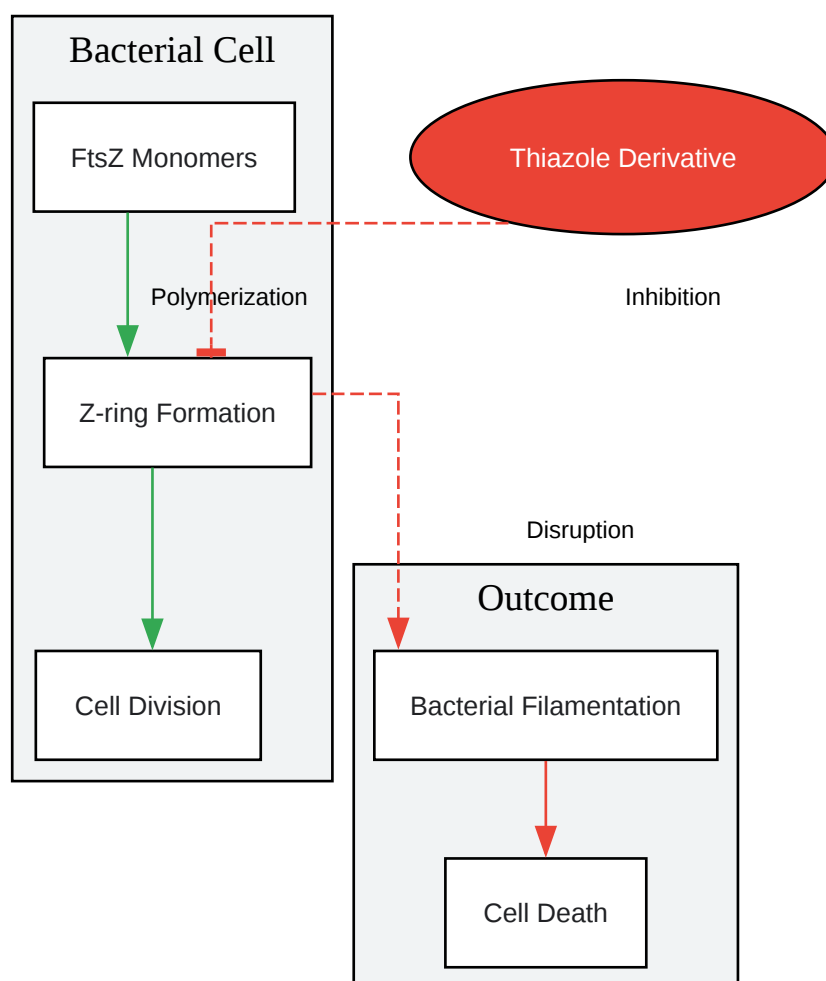 Bacterial Cell
FtsZ Monomers
Thiazole Derivative
Polymerization
Inhibition
Z-ring Formation
Disruption
Outcome
Cell Division
Bacterial Filamentation
Cell Death